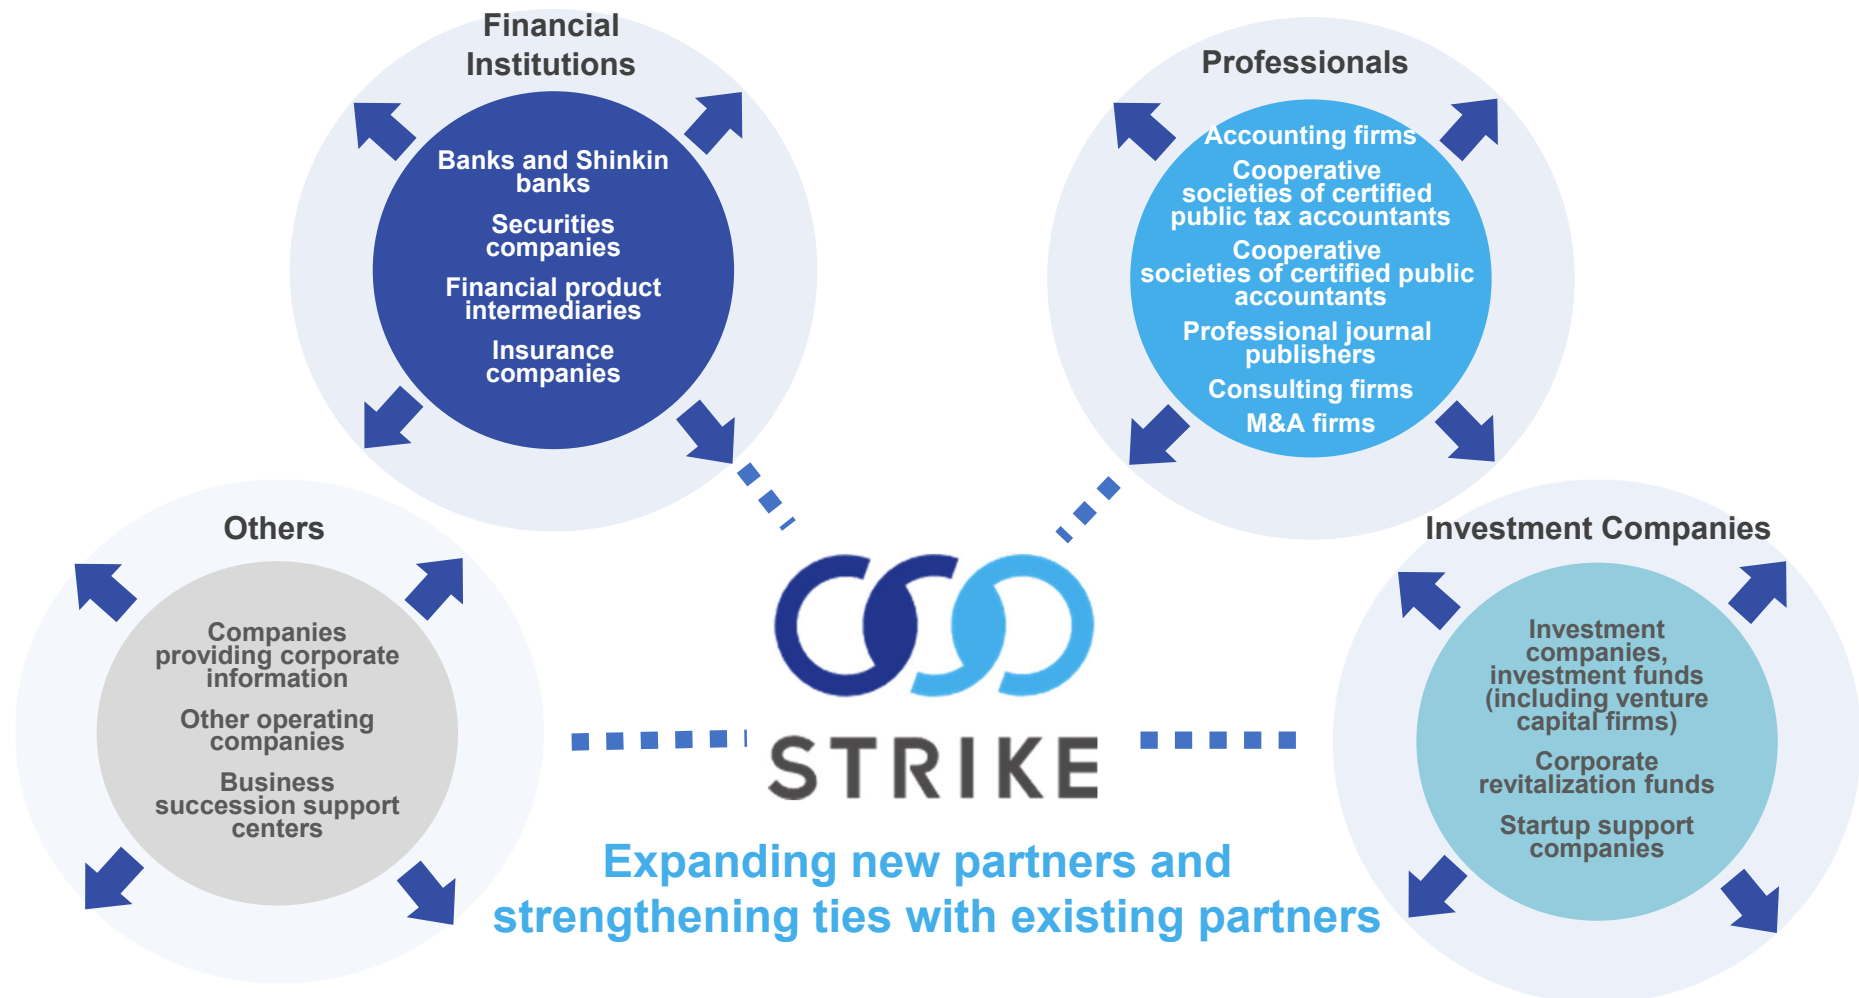 Financial
Institutions
Banks and Shinkin
banks
Securities
companies
Financial product
intermediaries
Insurance
companies
Professionals
Accounting firms
Cooperative
societies of certified
public tax accountants
Cooperative
societies of certified public
accountants
Professional journal
publishers
Consulting firms
M&A firms
Others
Companies
providing corporate
information
Other operating
companies
Business
succession support
centers
STRIKE
Investment Companies
Investment
companies,
investment funds
(including venture
capital firms)
Corporate
revitalization funds
Startup support
companies
Expanding new partners and
strengthening ties with existing partners